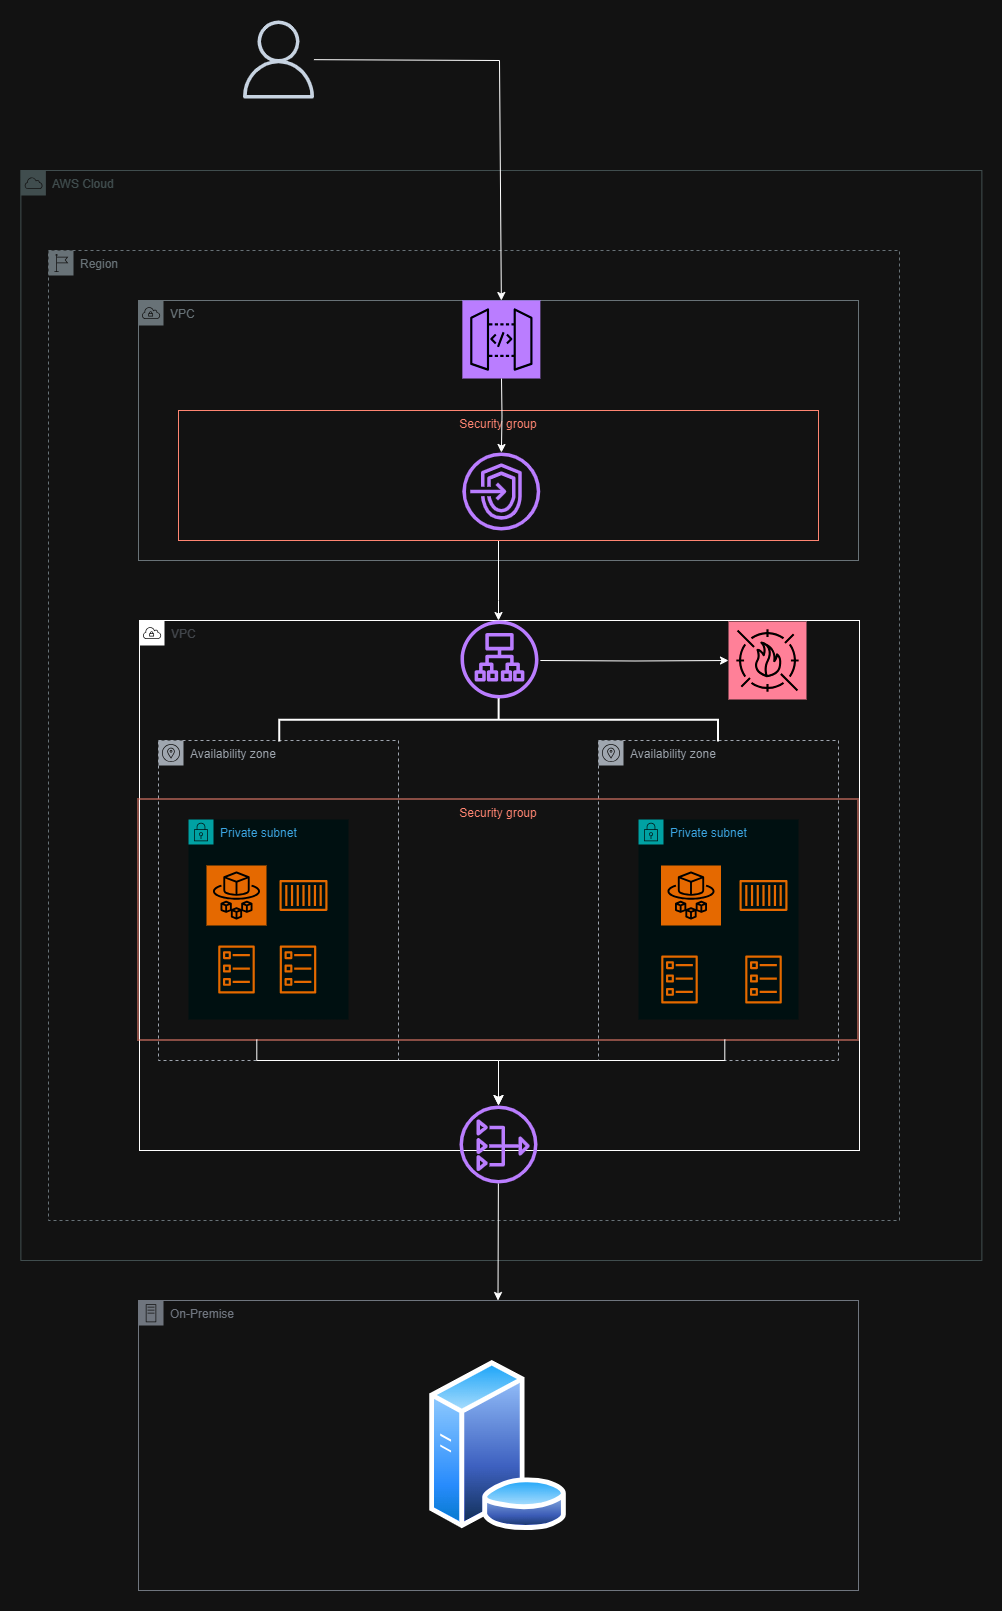 AWS Cloud
Region
VPC
Security group
VPC
Availability zone
Availability zone
Security group
Private subnet
Private subnet
On-Premise